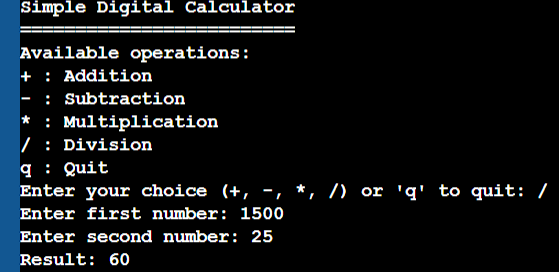 Simple Digital Calculator
=========================
Available operations:
+ : Addition
- : Subtraction
* : Multiplication
/ : Division
q : Quit
Enter your choice (+, -, *, /) or 'q' to quit: /
Enter first number: 1500
Enter second number: 25
Result: 60